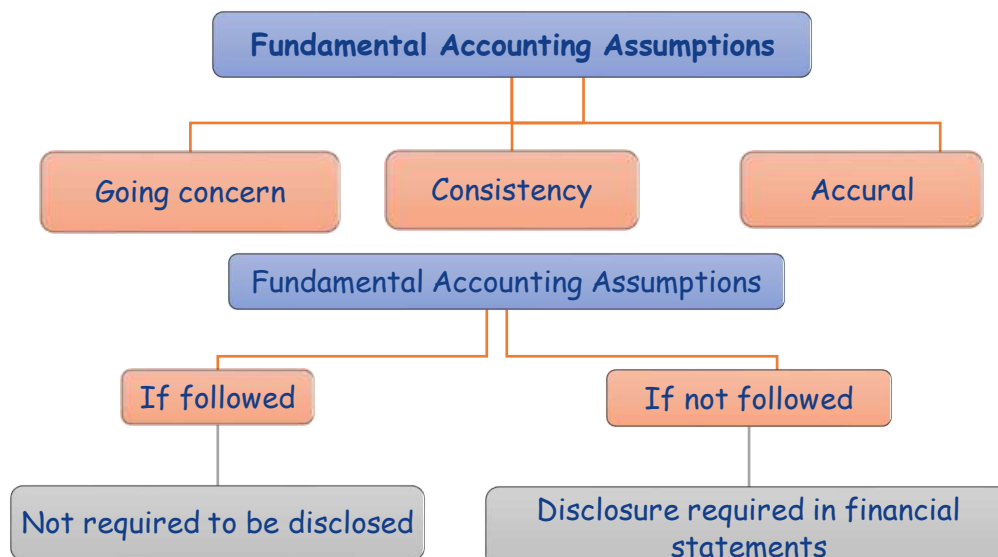 Fundamental Accounting Assumptions
Going concern
Consistency
Accural
Fundamental Accounting Assumptions
If followed
If not followed
Not required to be disclosed
Disclosure required in financial
statements